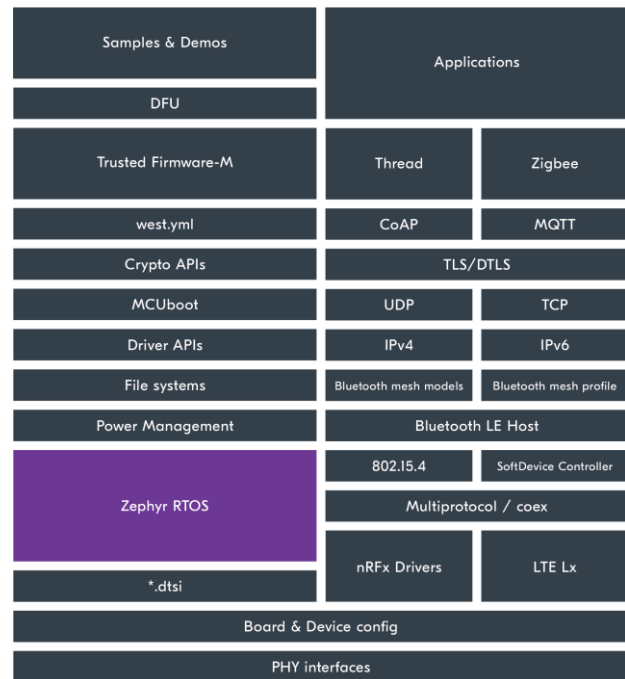 Samples & Demos
Applications
DFU
Trusted Firmware-M
Thread
Zigbee
west.yml
CoAP
MQTT
Crypto APIs
TLS/DTLS
MCUboot
UDP
TCP
Driver APIs
IPv4
IPv6
File systems
Bluetooth mesh models
Bluetooth mesh profile
Power Management
Bluetooth LE Host
Zephyr RTOS
802.15.4
SoftDevice Controller
Multiprotocol / coex
nRFx Drivers
LTE Lx
*.dtsi
Board & Device config
PHY interfaces